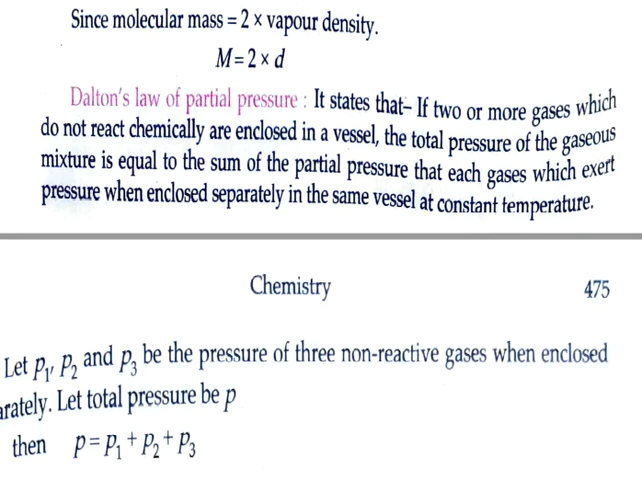 Since molecular mass = 2 × vapour density.
M = 2 × d
Dalton's law of partial pressure : It states that– If two or more gases which
do not react chemically are enclosed in a vessel, the total pressure of the gaseous
mixture is equal to the sum of the partial pressure that each gases which exert
pressure when enclosed separately in the same vessel at constant temperature.
Chemistry 475
Let p₁, p₂ and p₃ be the pressure of three non-reactive gases when enclosed
arately. Let total pressure be p
then p = p₁ + p₂ + p₃